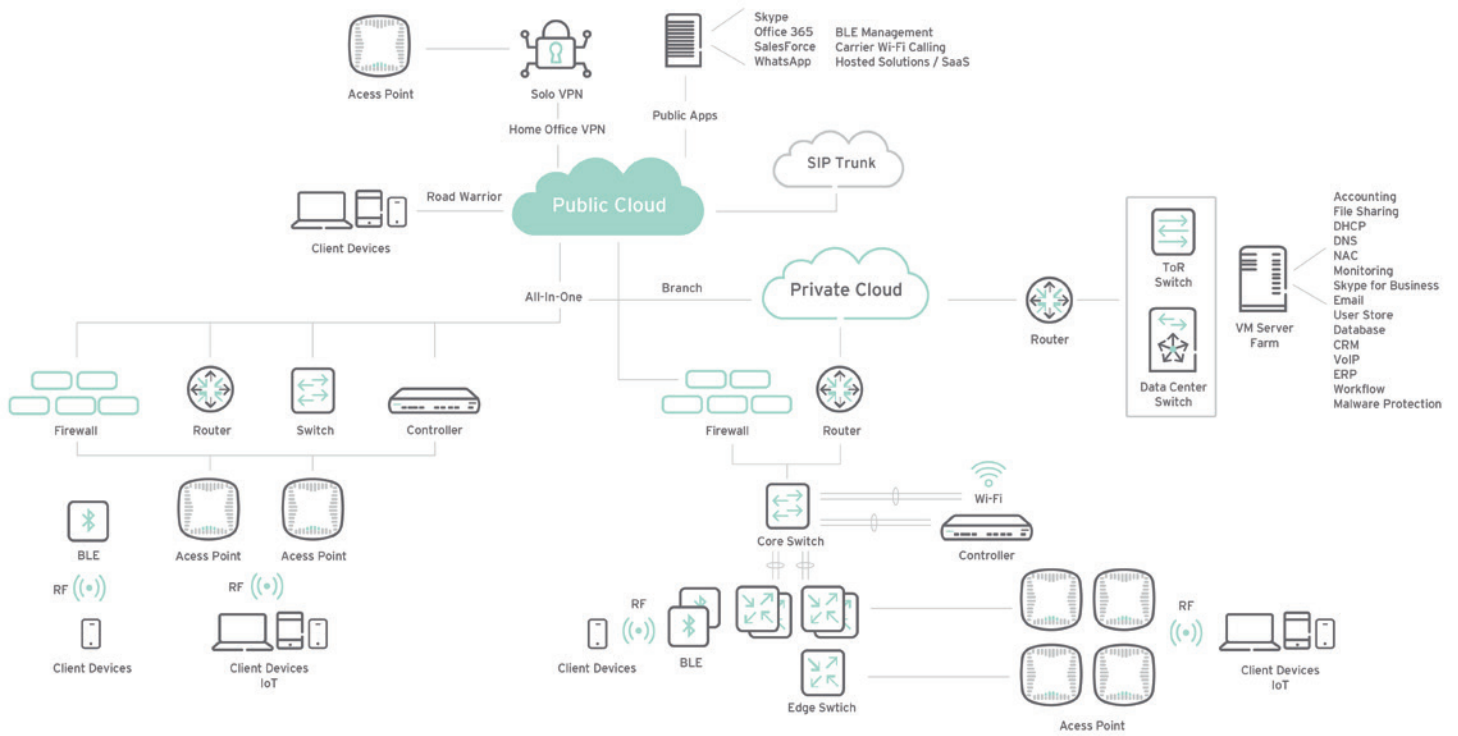 Skype
Office 365
SalesForce
WhatsApp
BLE Management
Carrier Wi-Fi Calling
Hosted Solutions / SaaS
Acess Point
Solo VPN
Public Apps
Home Office VPN
SIP Trunk
Road Warrior
Public Cloud
Client Devices
Accounting
File Sharing
DHCP
DNS
NAC
Monitoring
Skype for Business
Email
User Store
Database
CRM
VoIP
ERP
Workflow
Malware Protection
ToR
Switch
All-In-One
Branch
Private Cloud
Router
VM Server
Farm
Data Center
Switch
Firewall
Router
Switch
Controller
Firewall
Router
Wi-Fi
Core Switch
Controller
BLE
Acess Point
Acess Point
RF
RF
Client Devices
Client Devices
IoT
RF
Client Devices
BLE
Edge Swtich
RF
Client Devices
IoT
Acess Point